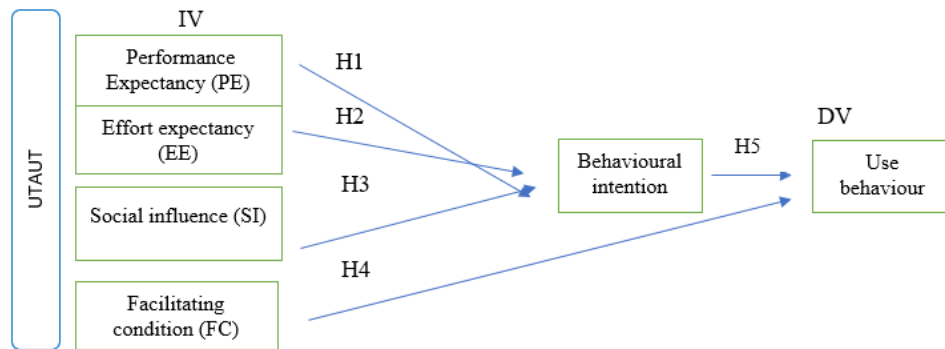 IV
Performance
Expectancy (PE)
H1
Effort expectancy
(EE)
H2
DV
UTAUT
Behavioural
intention
H5
Use
behaviour
H3
Social influence (SI)
H4
Facilitating
condition (FC)